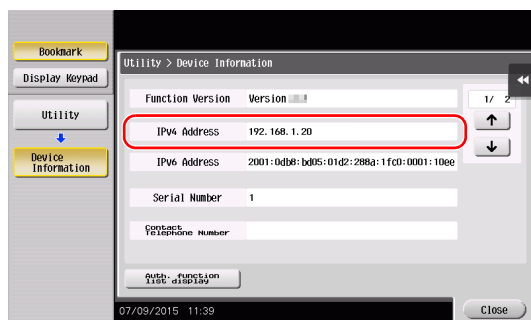 Bookmark
Display Keypad
Utility
Device
Information
Utility > Device Information
Function Version Version
1/ 2
IPv4 Address 192.168.1.20
IPv6 Address 2001:0db8:bd05:01d2:288a:1fc0:0001:10ee
Serial Number 1
Contact
Telephone Number
Auth. function
list display
07/09/2015 11:39
Close